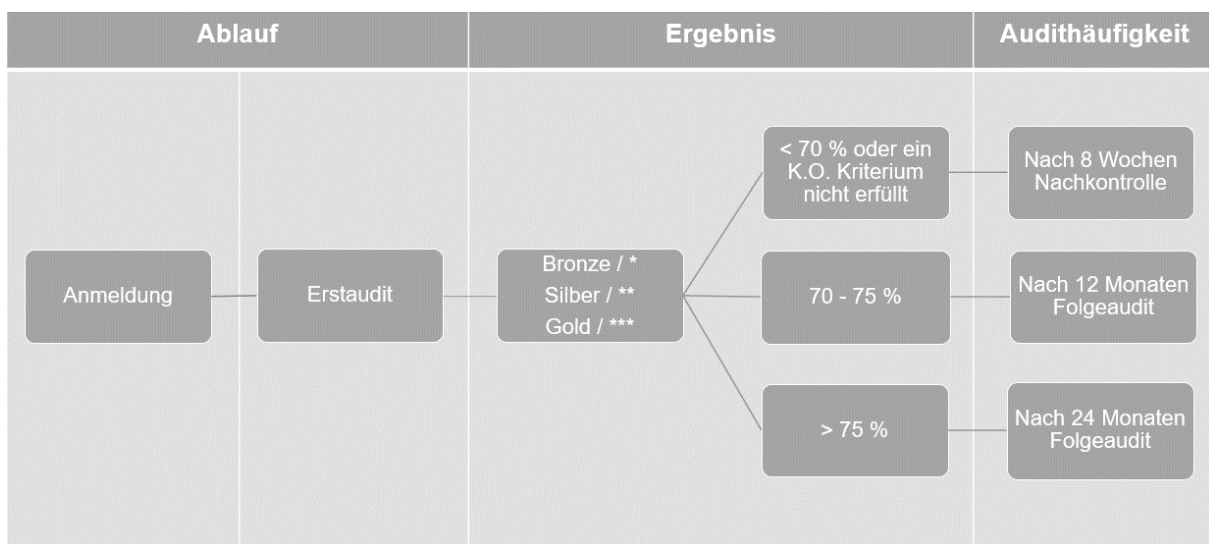 Ablauf
Ergebnis
Audithäufigkeit
Anmeldung
Erstaudit
Bronze / *
Silber / **
Gold / ***
< 70 % oder ein
K.O. Kriterium
nicht erfüllt
Nach 8 Wochen
Nachkontrolle
70 - 75 %
Nach 12 Monaten
Folgeaudit
> 75 %
Nach 24 Monaten
Folgeaudit